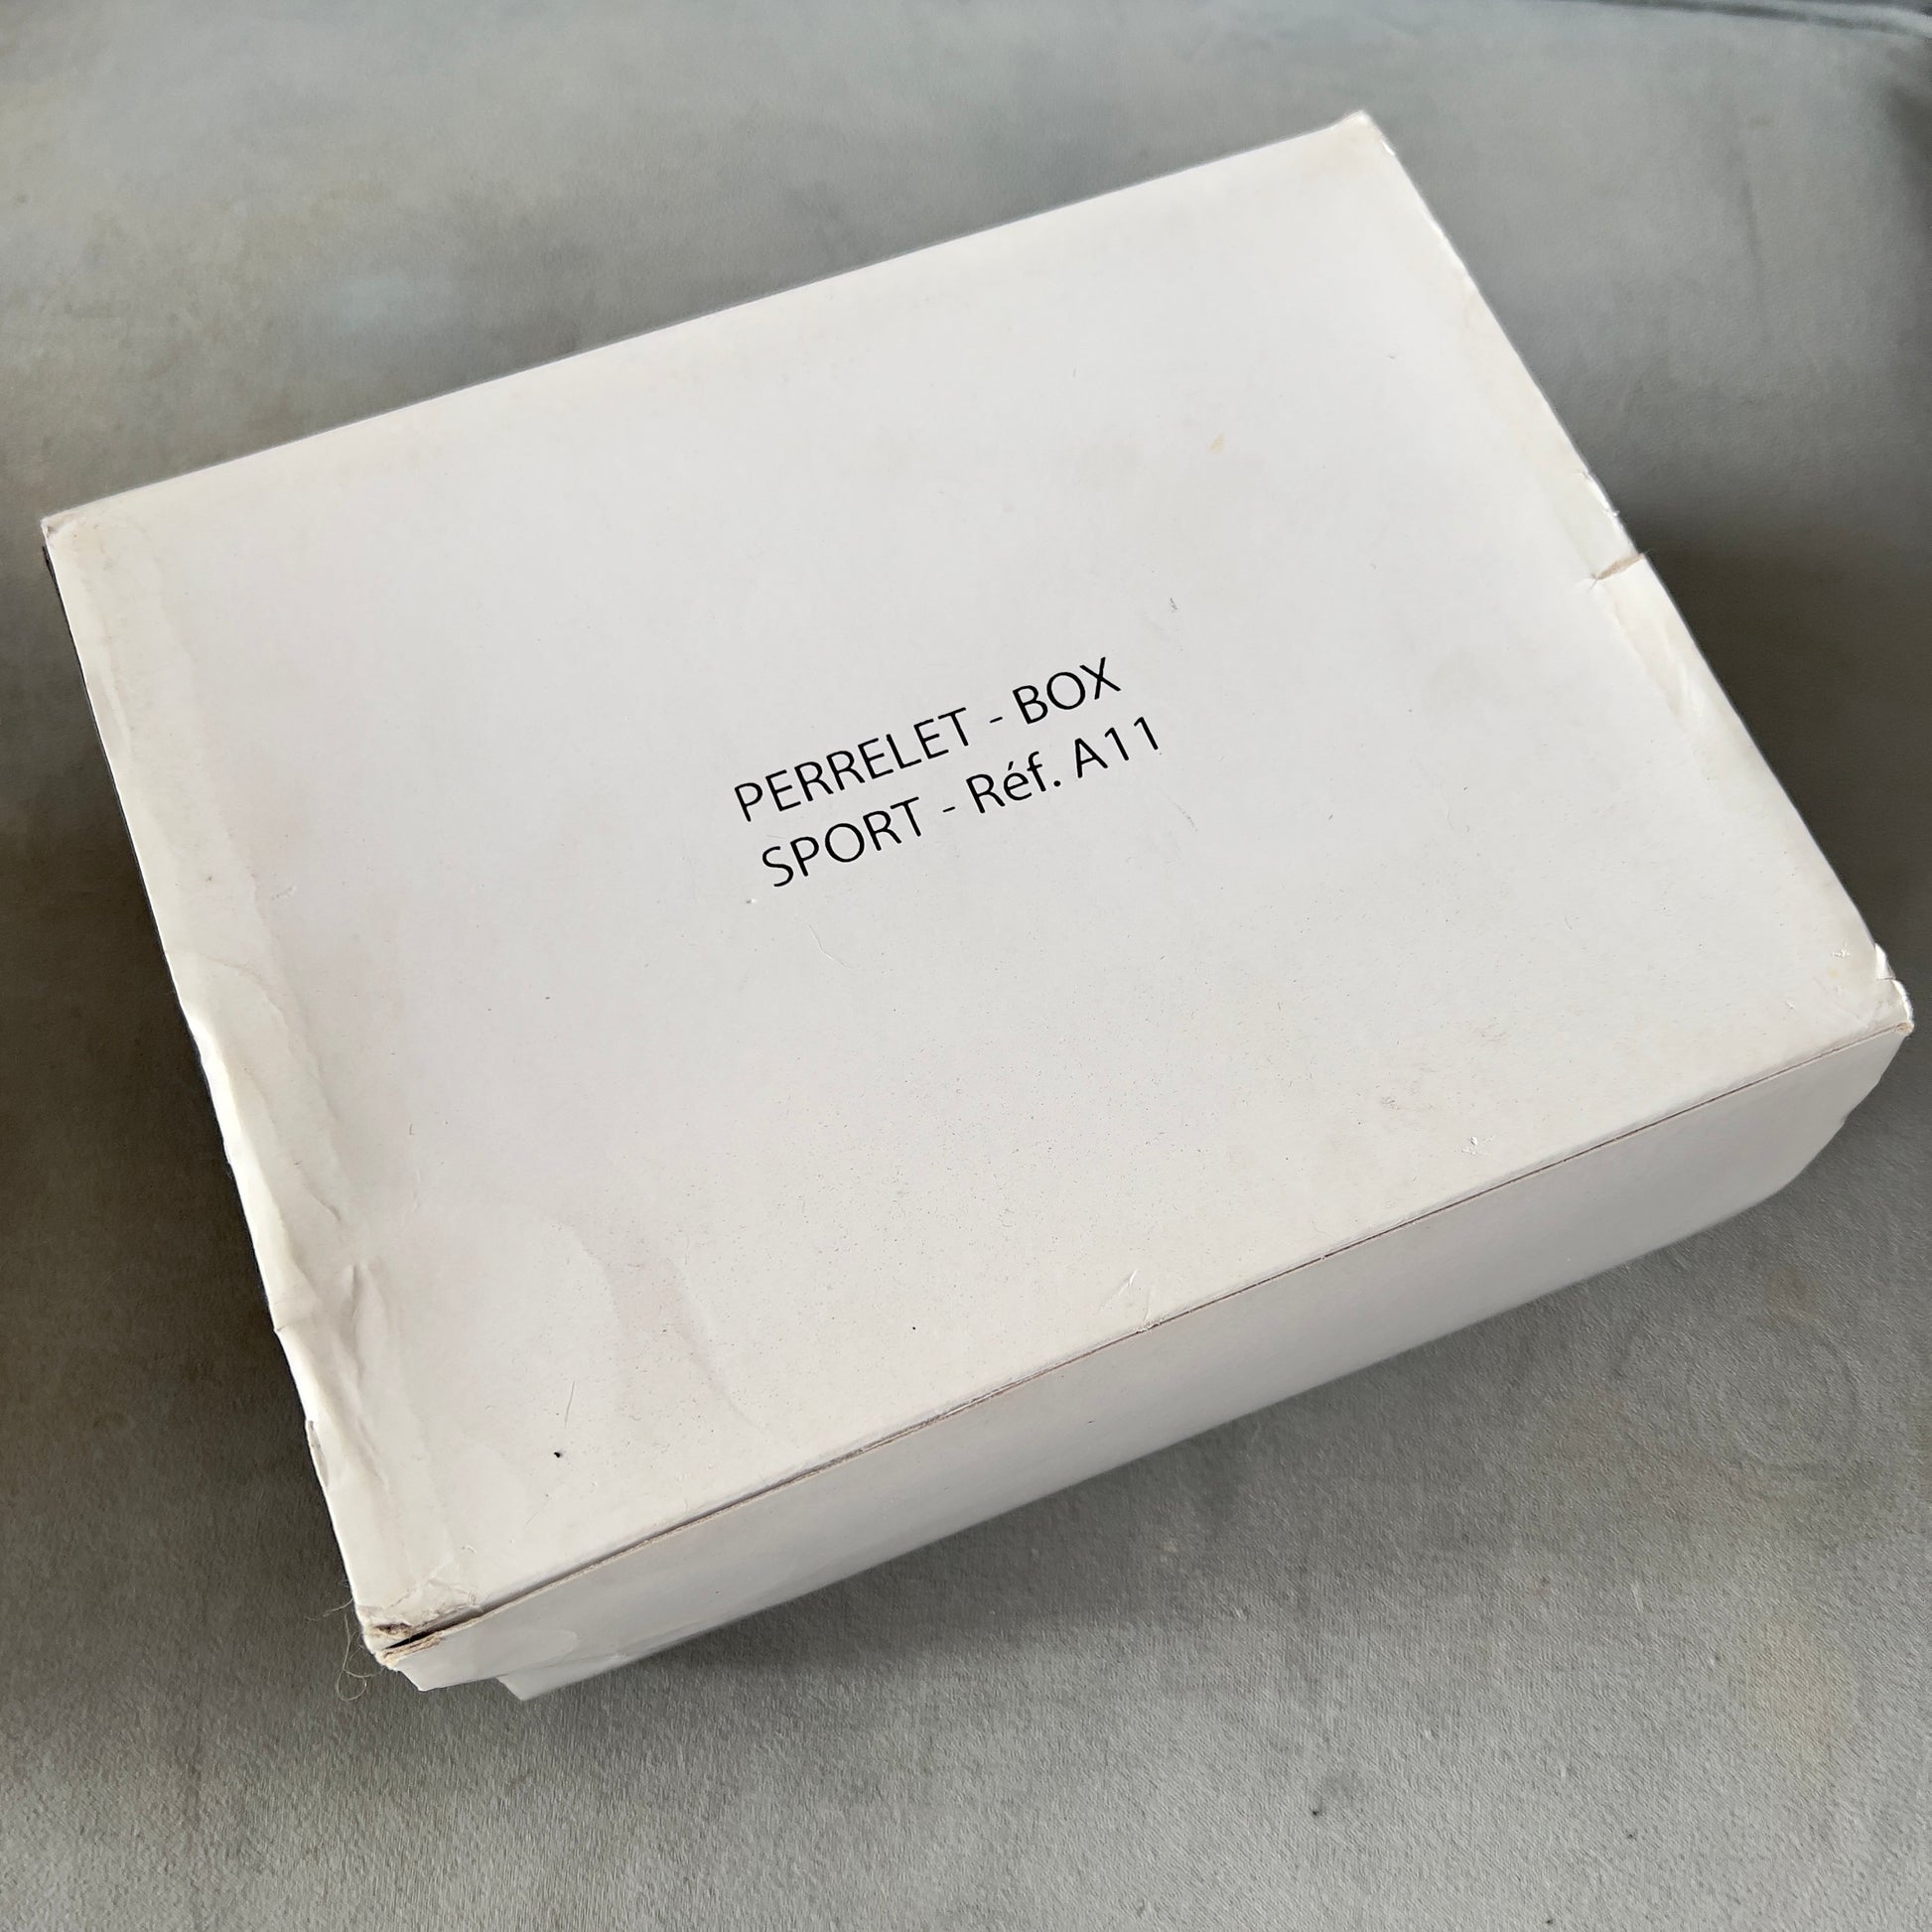 PERRELET - BOX
SPORT - Réf. A11